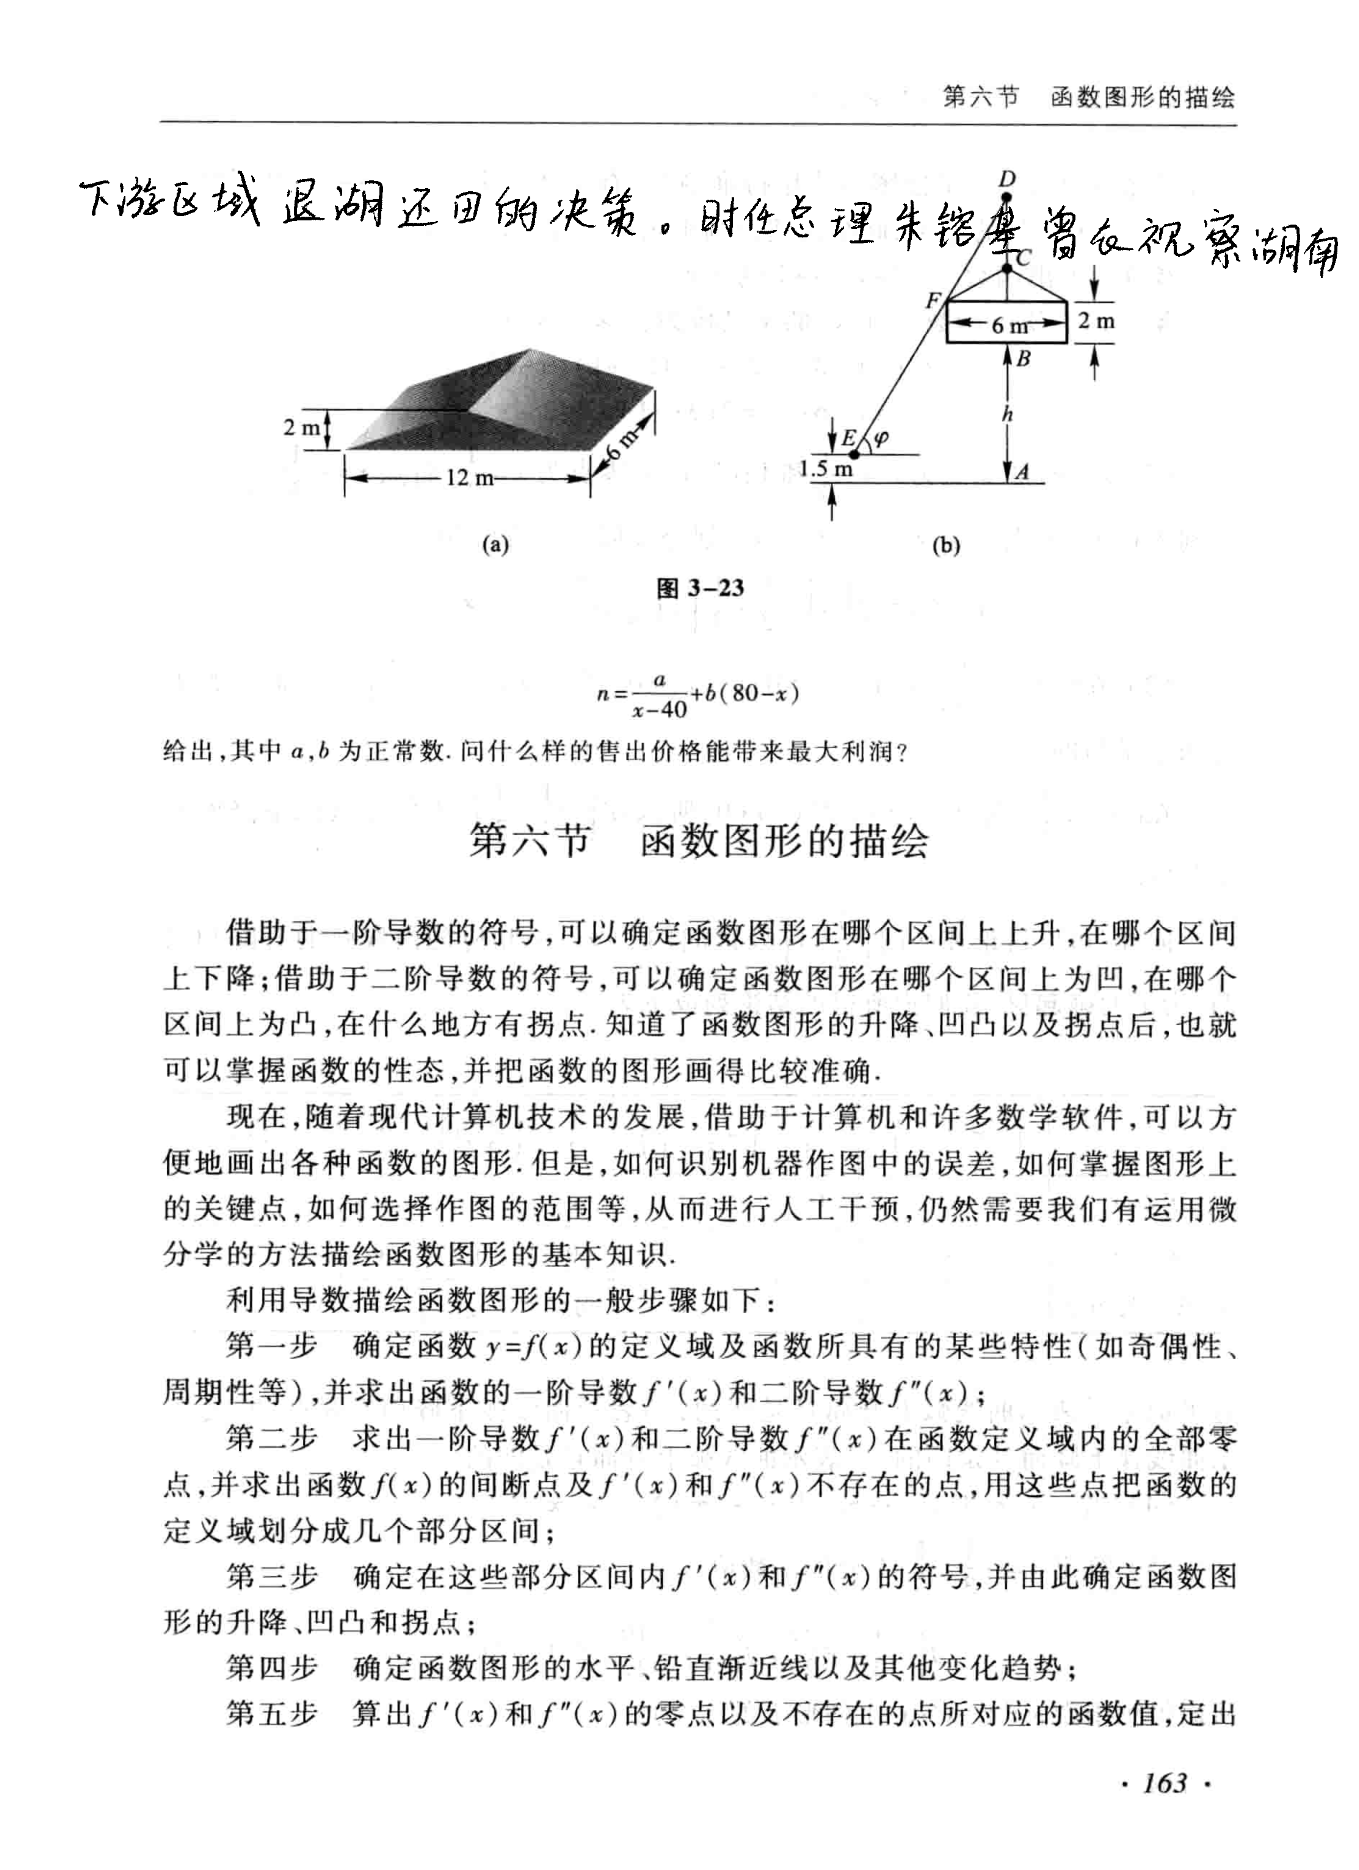 第六节 函数图形的描绘
下游区域退湖还田的决策。时任总理朱镕基曾在视察湖南
D
C
F
6 m
2 m
B
h
E
φ
1.5 m
A
2 m
12 m
6 m
(a)
(b)
图 3-23
n=a/(x-40)+b(80-x)
给出,其中 a,b 为正常数. 问什么样的售出价格能带来最大利润?
第六节 函数图形的描绘
借助于一阶导数的符号,可以确定函数图形在哪个区间上上升,在哪个区间
上下降;借助于二阶导数的符号,可以确定函数图形在哪个区间上为凹,在哪个
区间上为凸,在什么地方有拐点. 知道了函数图形的升降、凹凸以及拐点后,也就
可以掌握函数的性态,并把函数的图形画得比较准确.
现在,随着现代计算机技术的发展,借助于计算机和许多数学软件,可以方
便地画出各种函数的图形. 但是,如何识别机器作图中的误差,如何掌握图形上
的关键点,如何选择作图的范围等,从而进行人工干预,仍然需要我们有运用微
分学的方法描绘函数图形的基本知识.
利用导数描绘函数图形的一般步骤如下:
第一步 确定函数 y=f(x)的定义域及函数所具有的某些特性(如奇偶性、
周期性等),并求出函数的一阶导数 f′(x)和二阶导数 f″(x);
第二步 求出一阶导数 f′(x)和二阶导数 f″(x)在函数定义域内的全部零
点,并求出函数 f(x)的间断点及 f′(x)和 f″(x)不存在的点,用这些点把函数的
定义域划分成几个部分区间;
第三步 确定在这些部分区间内 f′(x)和 f″(x)的符号,并由此确定函数图
形的升降、凹凸和拐点;
第四步 确定函数图形的水平、铅直渐近线以及其他变化趋势;
第五步 算出 f′(x)和 f″(x)的零点以及不存在的点所对应的函数值,定出
· 163 ·